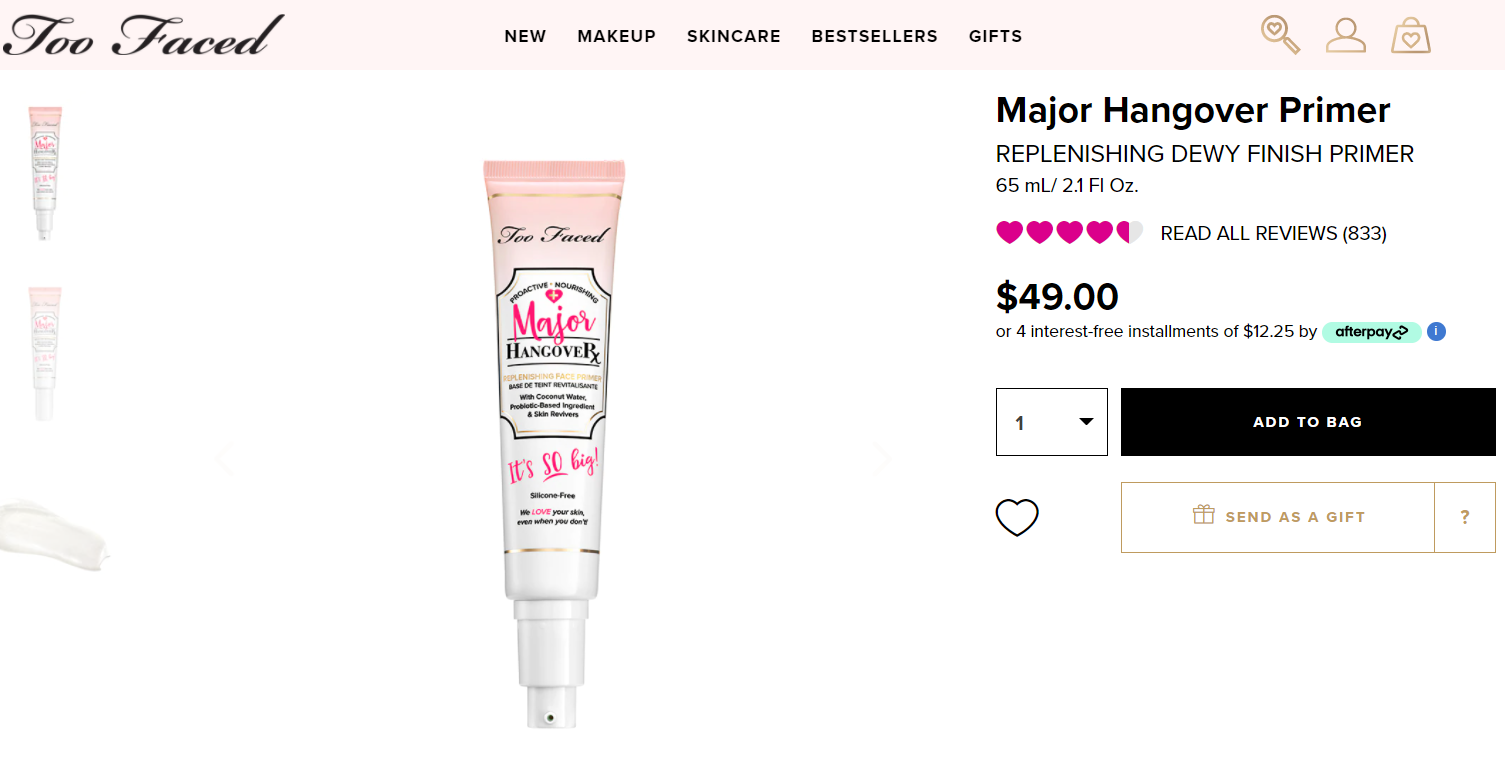 Too Faced
NEW MAKEUP SKINCARE BESTSELLERS GIFTS
Major Hangover Primer
REPLENISHING DEWY FINISH PRIMER
65 mL/ 2.1 Fl Oz.
READ ALL REVIEWS (833)
$49.00
or 4 interest-free installments of $12.25 by afterpay i
1
ADD TO BAG
SEND AS A GIFT
?
Too Faced
PROACTIVE · NOURISHING
Major
HANGOVERx
REPLENISHING FACE PRIMER
BASE DE TEINT REVITALISANTE
With Coconut Water,
Probiotic-Based Ingredient
& Skin Revivers
It's SO big!
Silicone-Free
We LOVE your skin,
even when you don't!